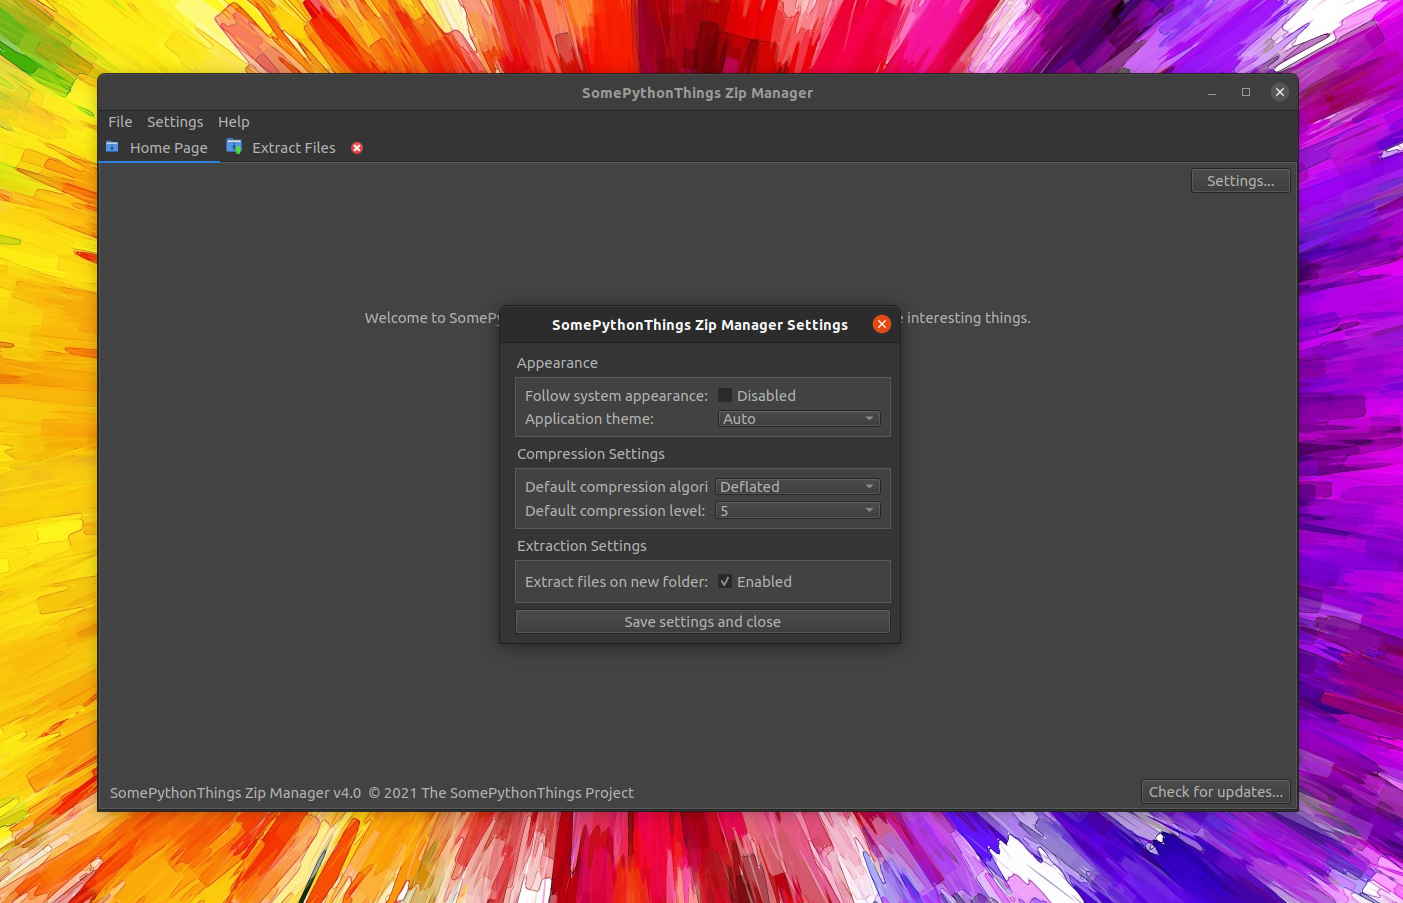 SomePythonThings Zip Manager
File Settings Help
Home Page Extract Files
Settings...
Welcome to SomePy
interesting things.
SomePythonThings Zip Manager Settings
Appearance
Follow system appearance: Disabled
Application theme: Auto
Compression Settings
Default compression algori Deflated
Default compression level: 5
Extraction Settings
Extract files on new folder: Enabled
Save settings and close
SomePythonThings Zip Manager v4.0 © 2021 The SomePythonThings Project
Check for updates...